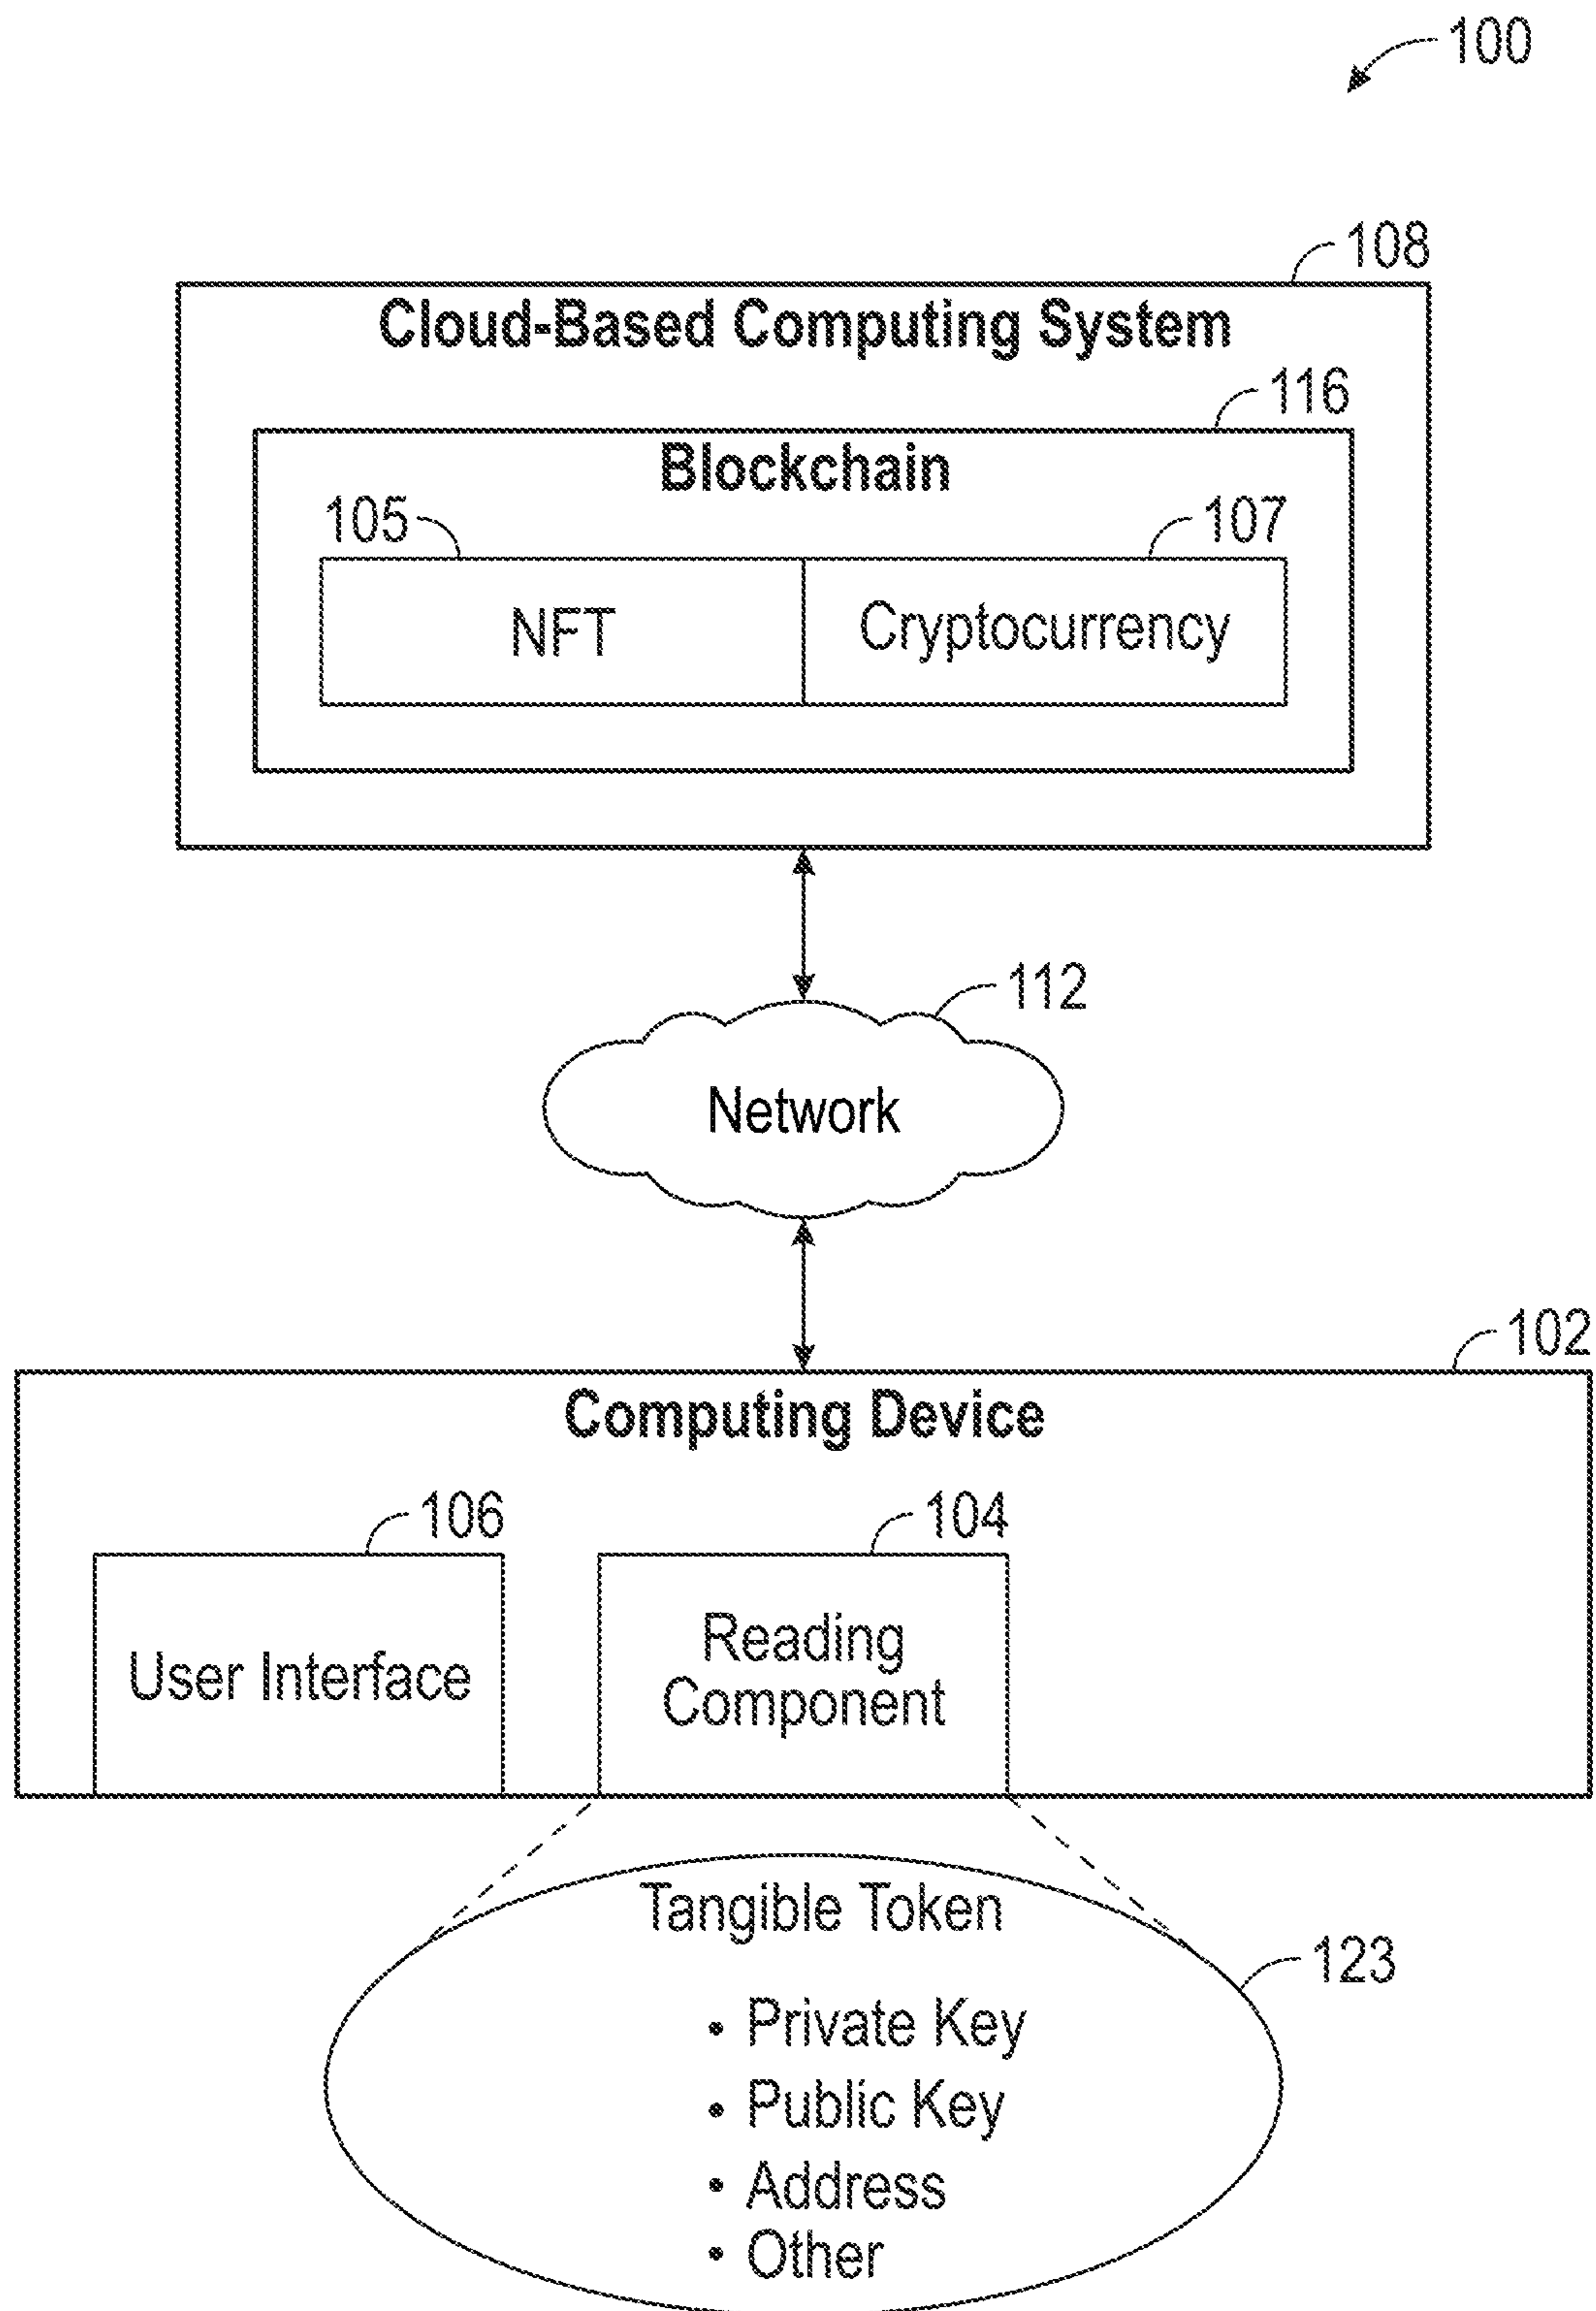 100
108
Cloud-Based Computing System
116
Blockchain
105
107
NFT
Cryptocurrency
112
Network
102
Computing Device
106
104
User Interface
Reading
Component
Tangible Token
123
• Private Key
• Public Key
• Address
• Other